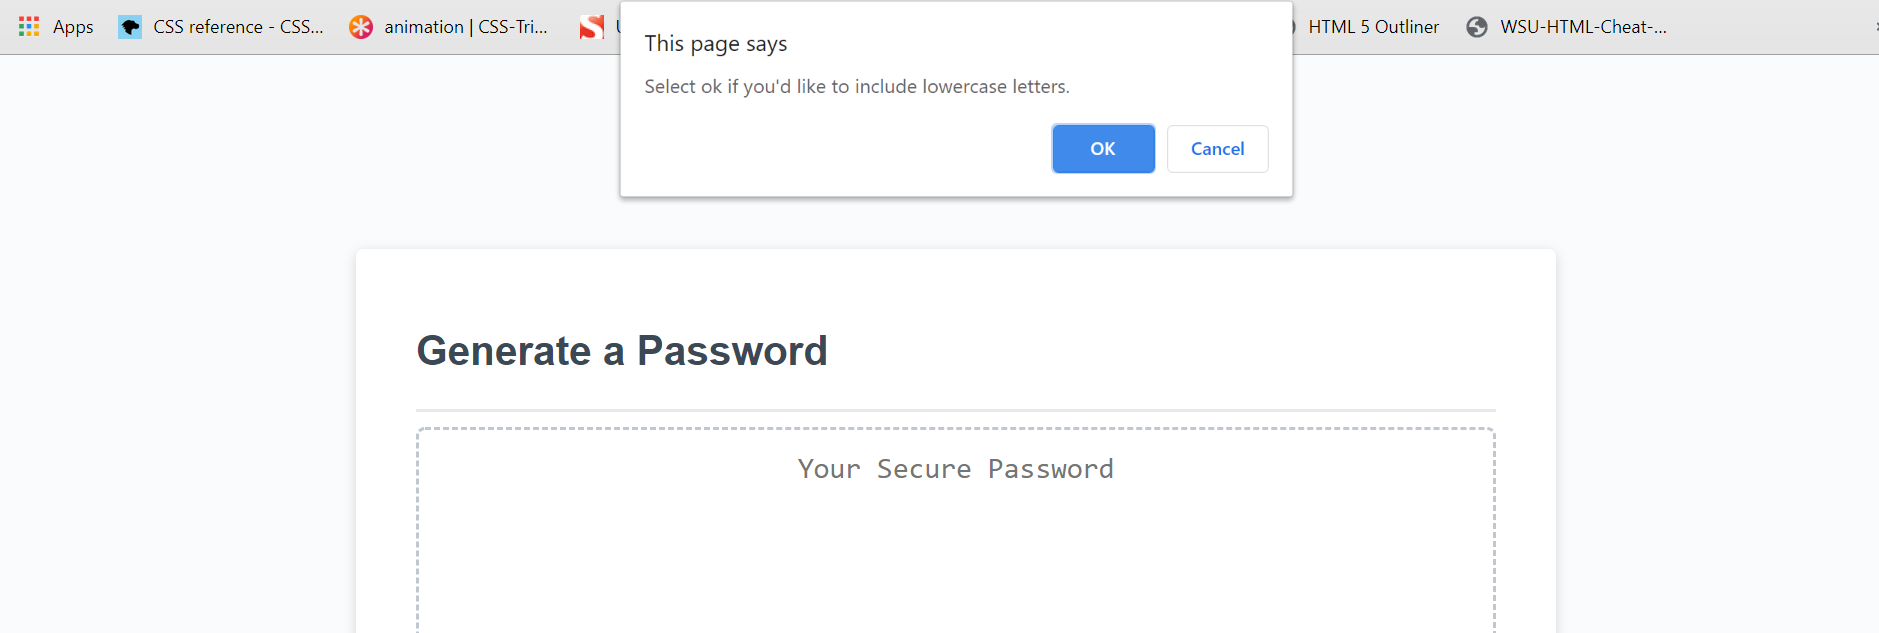 Apps CSS reference - CSS... animation | CSS-Tri... HTML 5 Outliner WSU-HTML-Cheat-...
This page says
Select ok if you'd like to include lowercase letters.
OK Cancel
Generate a Password
Your Secure Password